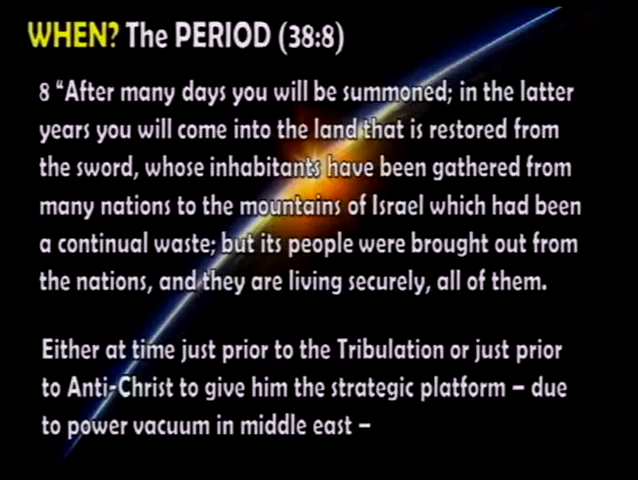 WHEN? The PERIOD (38:8)
8 “After many days you will be summoned; in the latter
years you will come into the land that is restored from
the sword, whose inhabitants have been gathered from
many nations to the mountains of Israel which had been
a continual waste; but its people were brought out from
the nations, and they are living securely, all of them.
Either at time just prior to the Tribulation or just prior
to Anti-Christ to give him the strategic platform – due
to power vacuum in middle east –